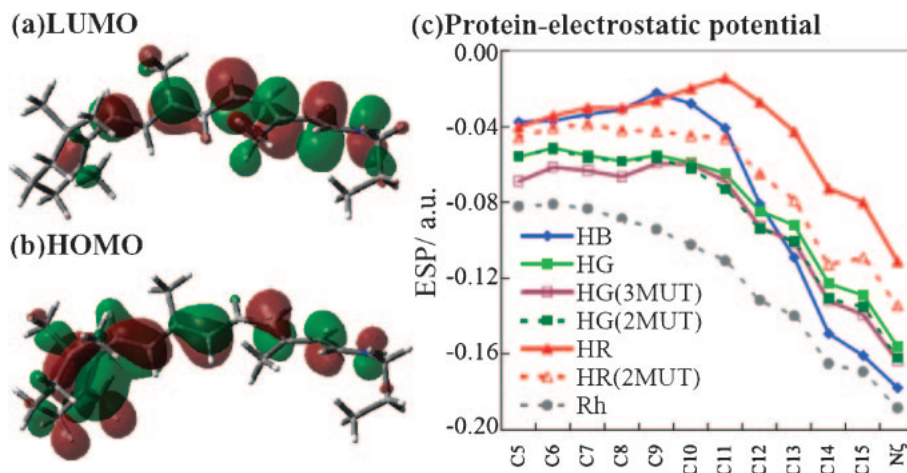 (a)LUMO
(b)HOMO
(c)Protein-electrostatic potential
ESP/ a.u.
0.00
-0.04
-0.08
-0.12
-0.16
-0.20
HB
HG
HG(3MUT)
HG(2MUT)
HR
HR(2MUT)
Rh
C5
C6
C7
C8
C9
C10
C11
C12
C13
C14
C15
Nζ